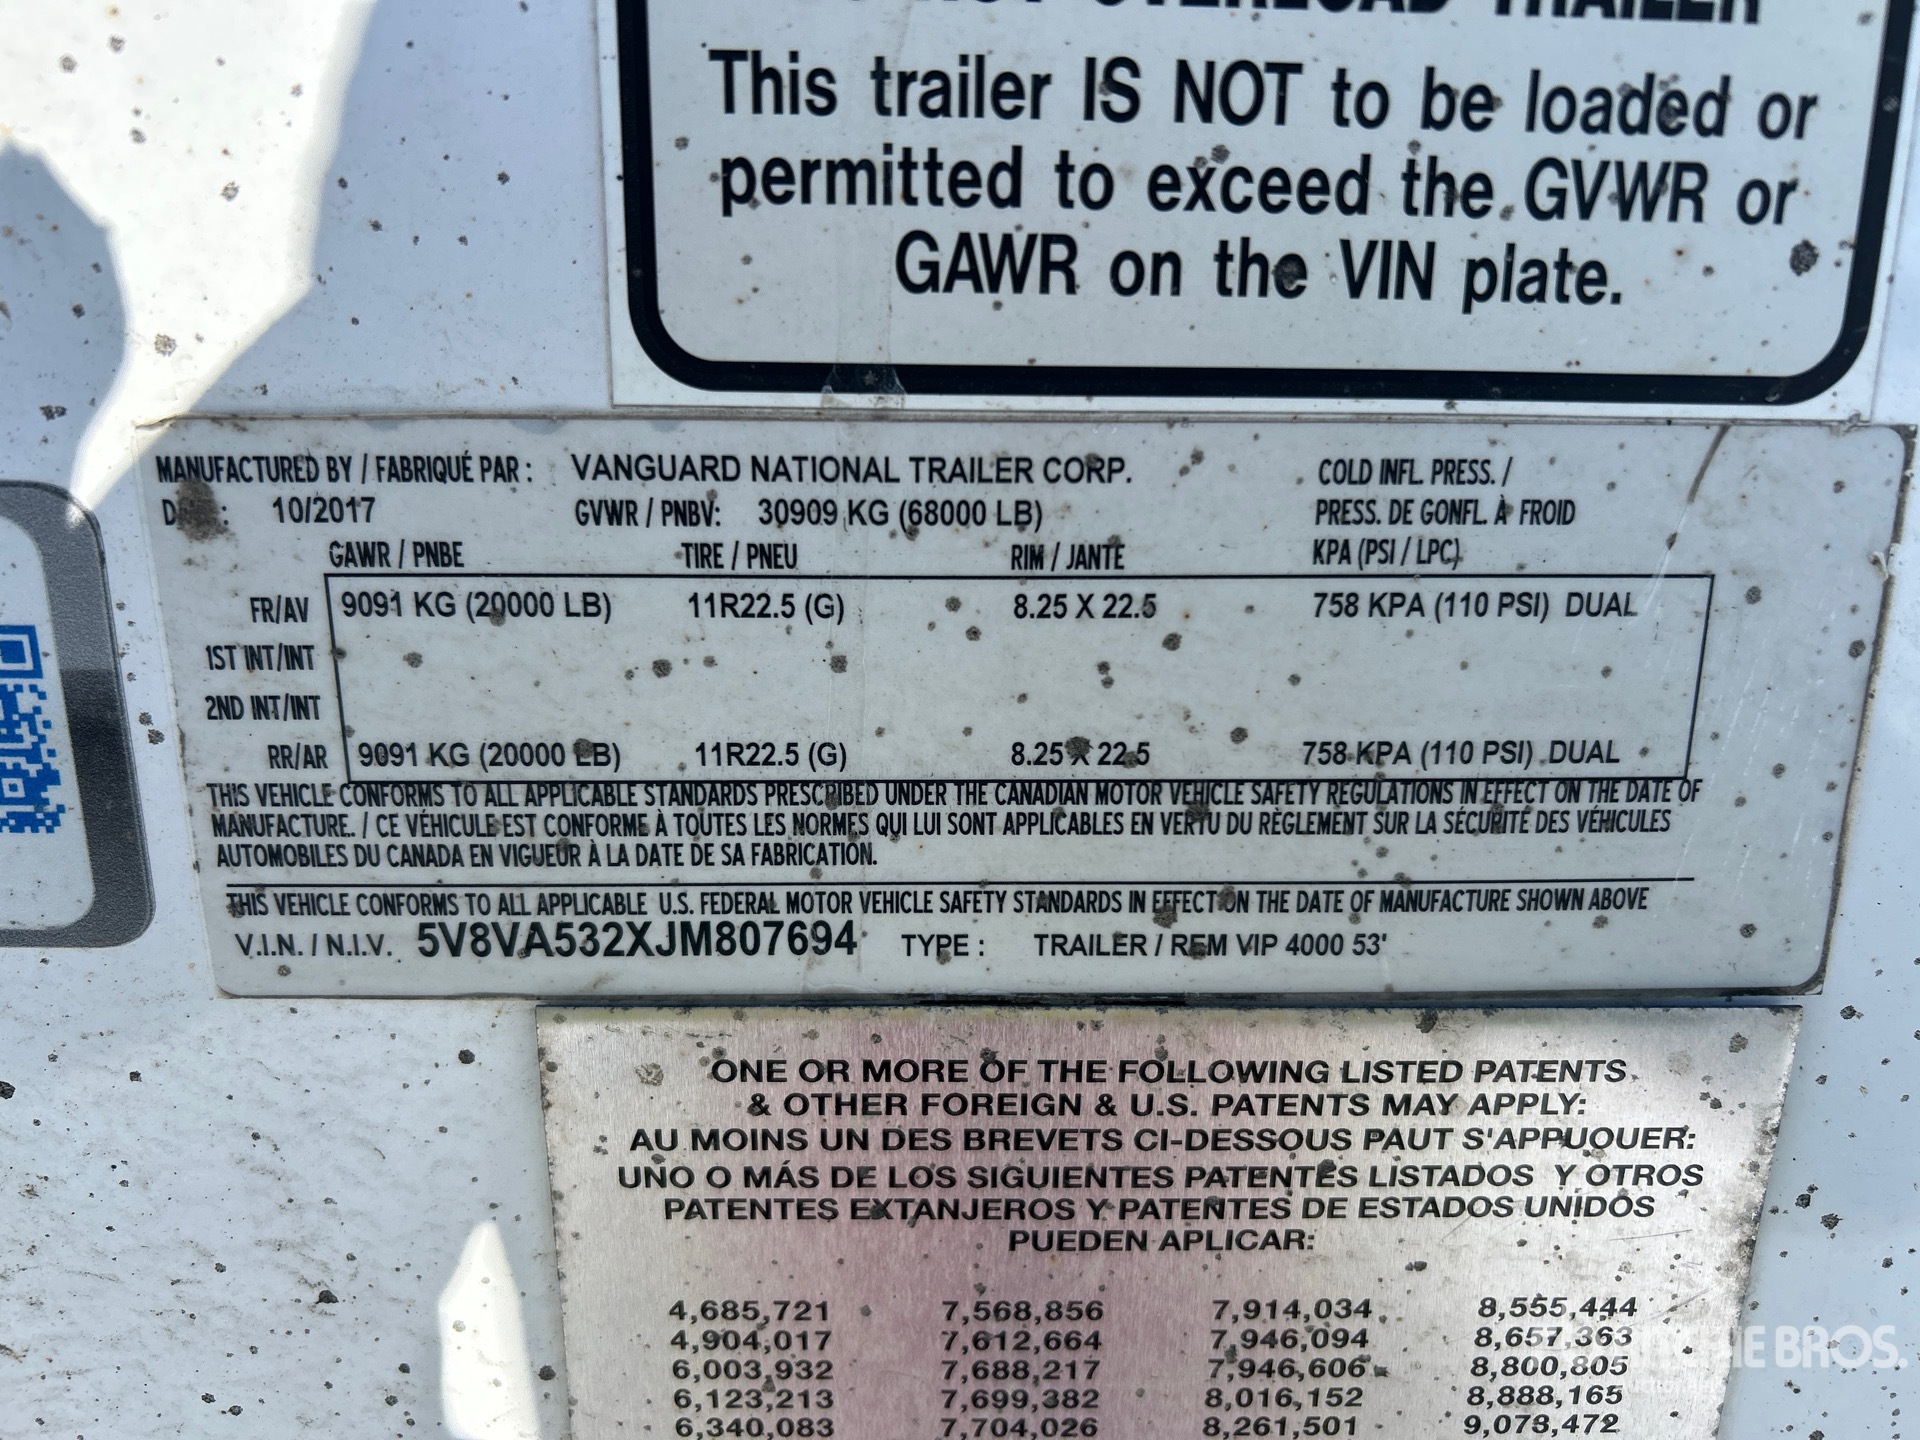 OVERLOAD TRAILER
This trailer IS NOT to be loaded or
permitted to exceed the GVWR or
GAWR on the VIN plate.
MANUFACTURED BY / FABRIQUÉ PAR : VANGUARD NATIONAL TRAILER CORP. COLD INFL. PRESS. /
10/2017 GVWR / PNBV: 30909 KG (68000 LB) PRESS. DE GONFL. À FROID
GAWR / PNBE TIRE / PNEU RIM / JANTE KPA (PSI / LPC)
FR/AV 9091 KG (20000 LB) 11R22.5 (G) 8.25 X 22.5 758 KPA (110 PSI) DUAL
1ST INT/INT
2ND INT/INT
RR/AR 9091 KG (20000 LB) 11R22.5 (G) 8.25 X 22.5 758 KPA (110 PSI) DUAL
THIS VEHICLE CONFORMS TO ALL APPLICABLE STANDARDS PRESCRIBED UNDER THE CANADIAN MOTOR VEHICLE SAFETY REGULATIONS IN EFFECT ON THE DATE OF
MANUFACTURE. / CE VÉHICULE EST CONFORME À TOUTES LES NORMES QUI LUI SONT APPLICABLES EN VERTU DU RÈGLEMENT SUR LA SÉCURITÉ DES VÉHICULES
AUTOMOBILES DU CANADA EN VIGUEUR À LA DATE DE SA FABRICATION.
THIS VEHICLE CONFORMS TO ALL APPLICABLE U.S. FEDERAL MOTOR VEHICLE SAFETY STANDARDS IN EFFECT ON THE DATE OF MANUFACTURE SHOWN ABOVE
V.I.N. / N.I.V. 5V8VA532XJM807694 TYPE : TRAILER / REM VIP 4000 53'
ONE OR MORE OF THE FOLLOWING LISTED PATENTS
& OTHER FOREIGN & U.S. PATENTS MAY APPLY:
AU MOINS UN DES BREVETS CI-DESSOUS PAUT S'APPUQUER:
UNO O MÁS DE LOS SIGUIENTES PATENTES LISTADOS Y OTROS
PATENTES EXTANJEROS Y PATENTES DE ESTADOS UNIDOS
PUEDEN APLICAR:
4,685,721 7,568,856 7,914,034 8,555,444
4,904,017 7,612,664 7,946,094 8,657,363
6,003,932 7,688,217 7,946,606 8,800,805
6,123,213 7,699,382 8,016,152 8,888,165
6,340,083 7,704,026 8,261,501 9,073,472
BROS.